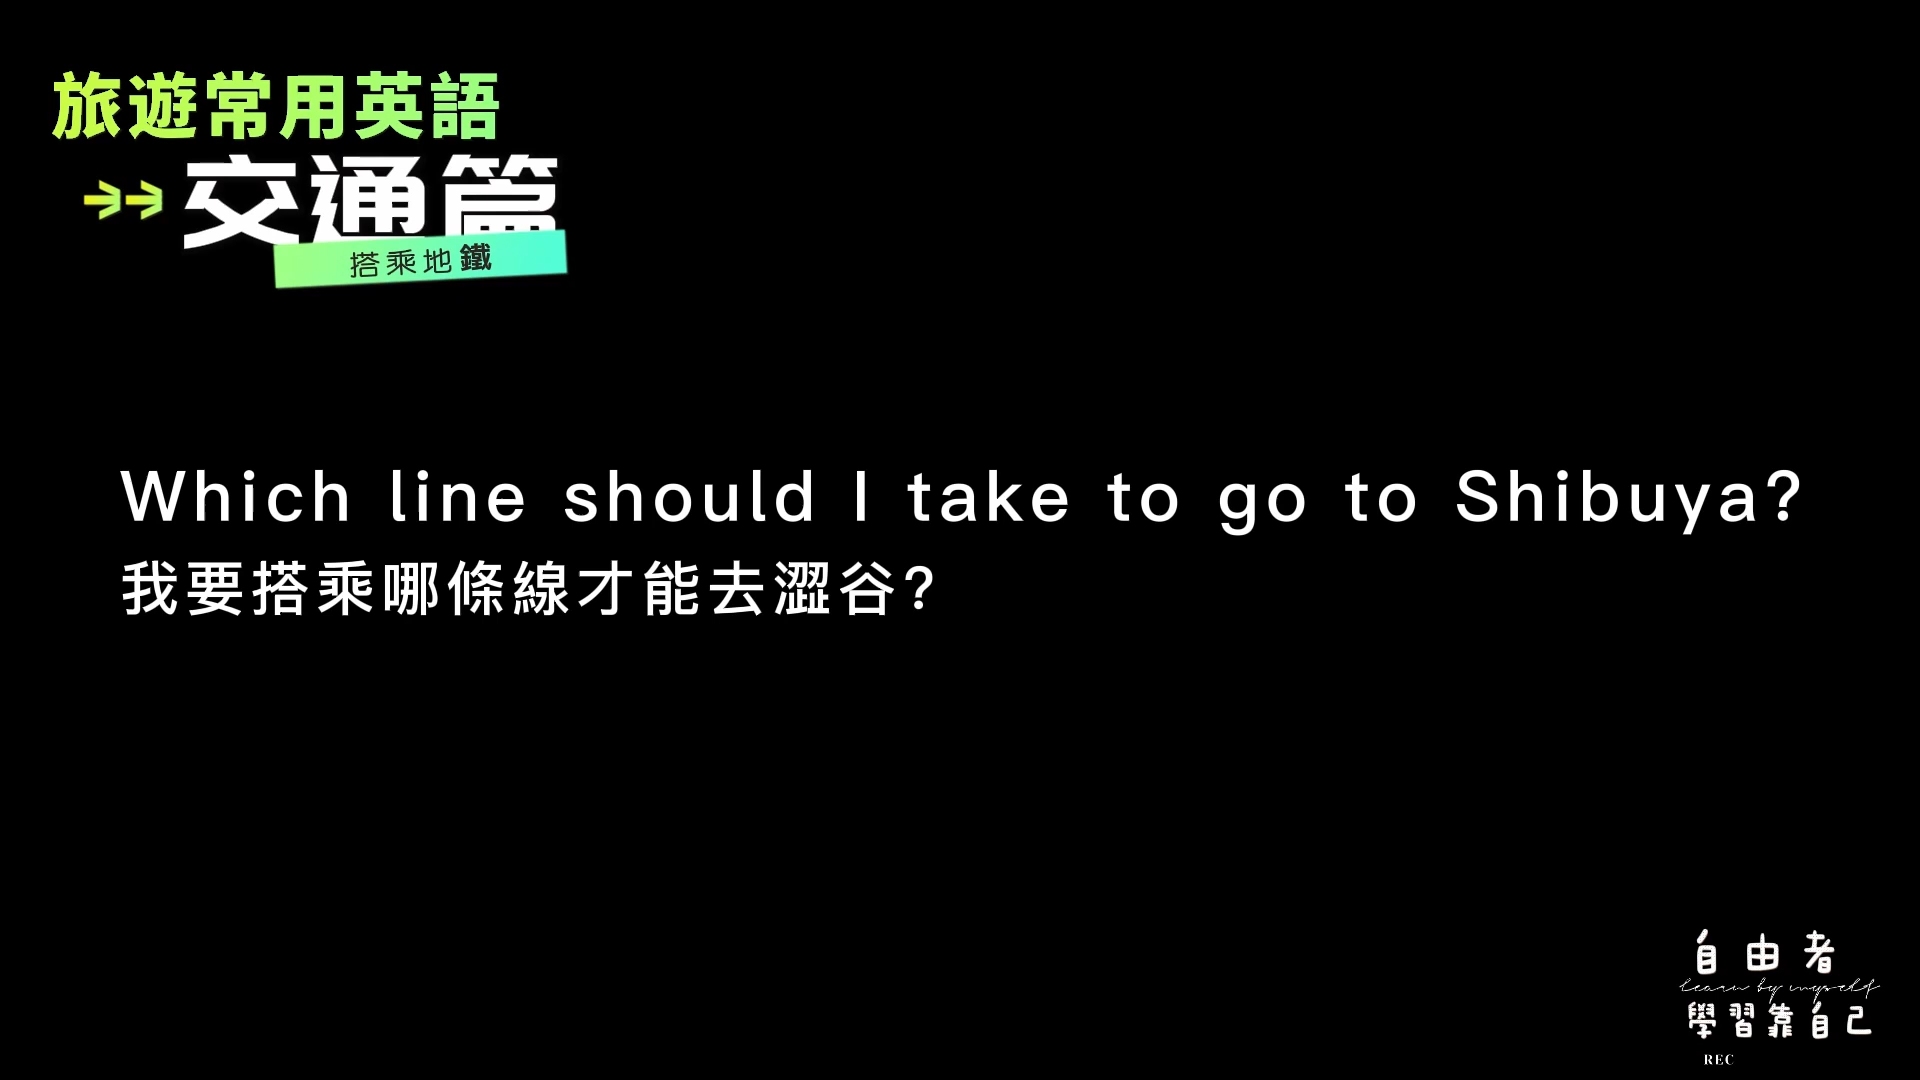 旅遊常用英語
交通篇
搭乘地鐵
Which line should I take to go to Shibuya?
我要搭乘哪條線才能去澀谷?
自由者
learn by myself
學習靠自己
REC